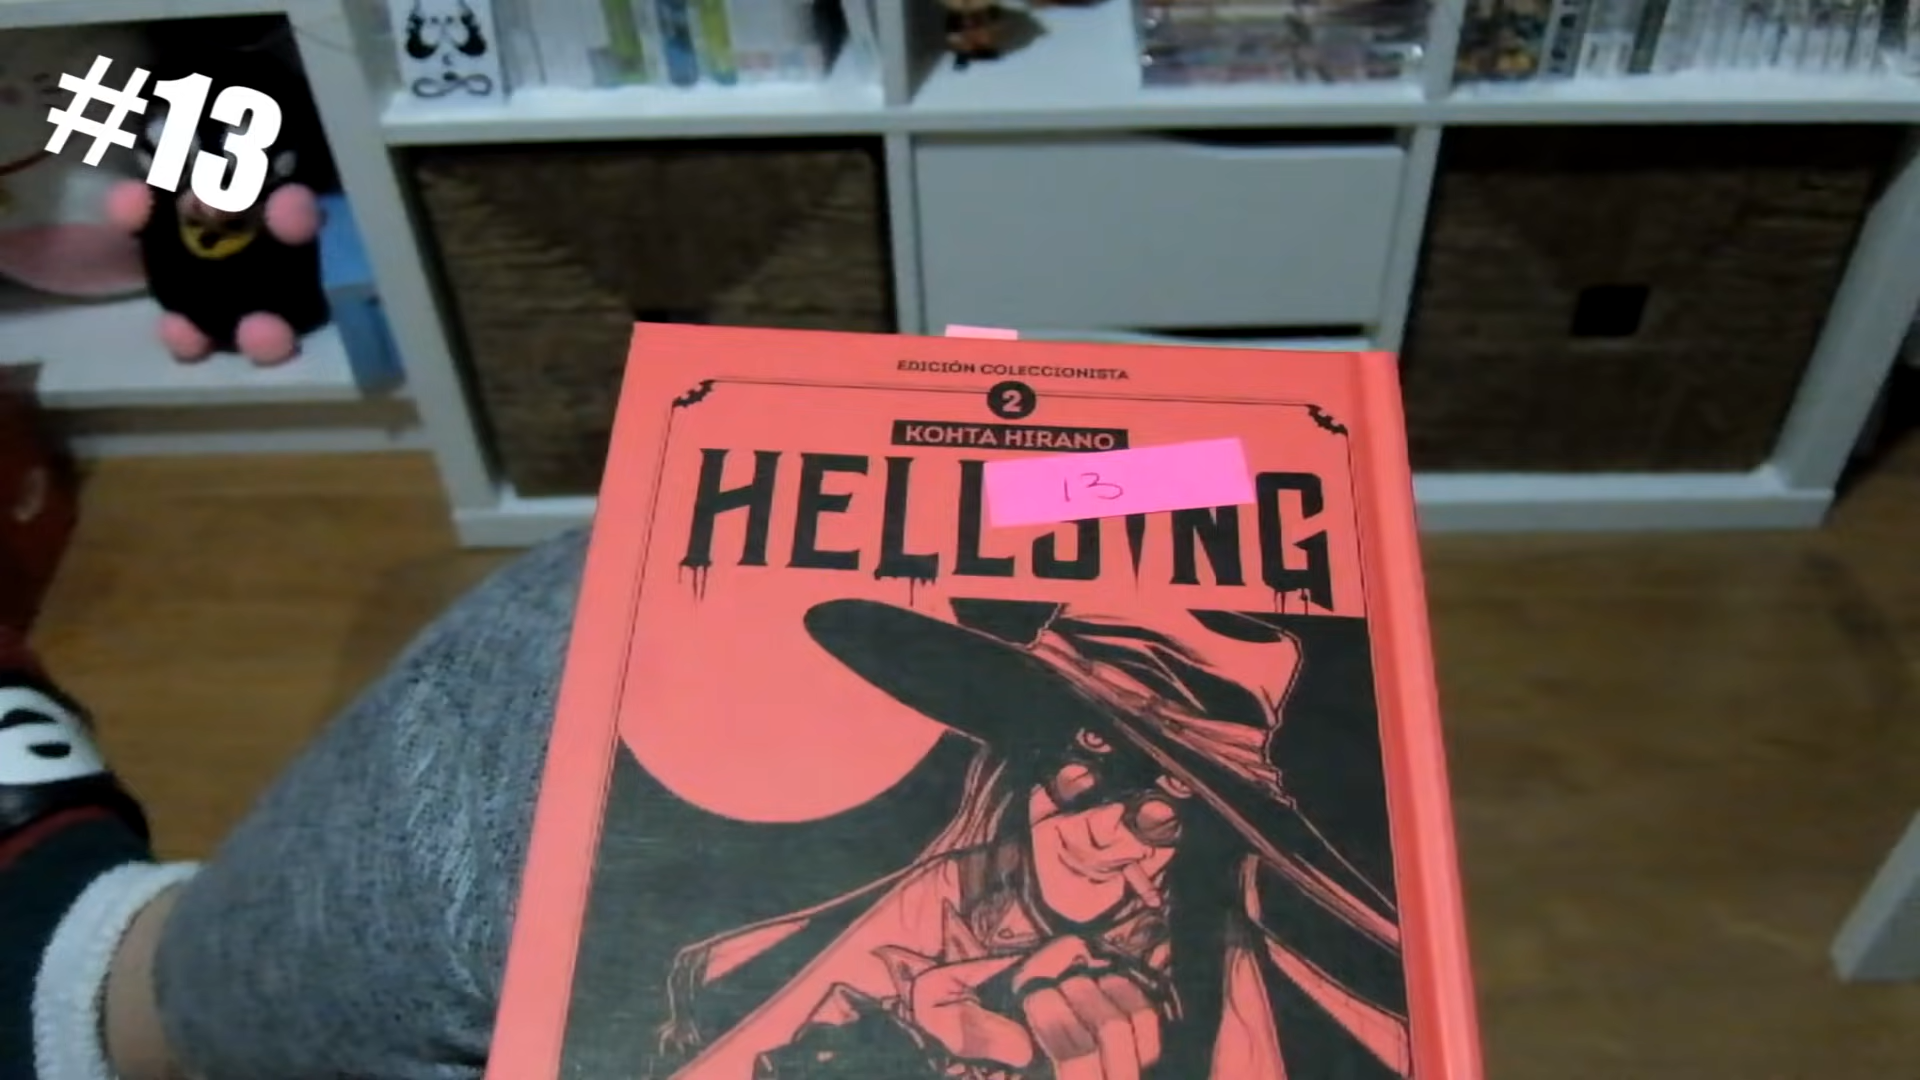 #13
EDICIÓN COLECCIONISTA
2
KOHTA HIRANO
HELLSING
13